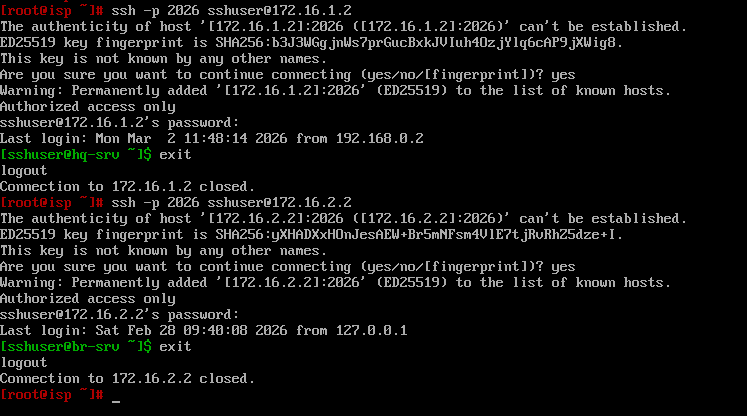 [root@isp ~]# ssh -p 2026 sshuser@172.16.1.2
The authenticity of host '[172.16.1.2]:2026 ([172.16.1.2]:2026)' can't be established.
ED25519 key fingerprint is SHA256:b3J3WGgjnWs7prGucBxkJVIuh4OzjYlq6cAP9jXWig8.
This key is not known by any other names.
Are you sure you want to continue connecting (yes/no/[fingerprint])? yes
Warning: Permanently added '[172.16.1.2]:2026' (ED25519) to the list of known hosts.
Authorized access only
sshuser@172.16.1.2's password:
Last login: Mon Mar  2 11:48:14 2026 from 192.168.0.2
[sshuser@hq-srv ~]$ exit
logout
Connection to 172.16.1.2 closed.
[root@isp ~]# ssh -p 2026 sshuser@172.16.2.2
The authenticity of host '[172.16.2.2]:2026 ([172.16.2.2]:2026)' can't be established.
ED25519 key fingerprint is SHA256:yXHADXxHOnJesAEW+Br5mNFsm4VlE7tjRvRhZ5dze+I.
This key is not known by any other names.
Are you sure you want to continue connecting (yes/no/[fingerprint])? yes
Warning: Permanently added '[172.16.2.2]:2026' (ED25519) to the list of known hosts.
Authorized access only
sshuser@172.16.2.2's password:
Last login: Sat Feb 28 09:40:08 2026 from 127.0.0.1
[sshuser@br-srv ~]$ exit
logout
Connection to 172.16.2.2 closed.
[root@isp ~]# _